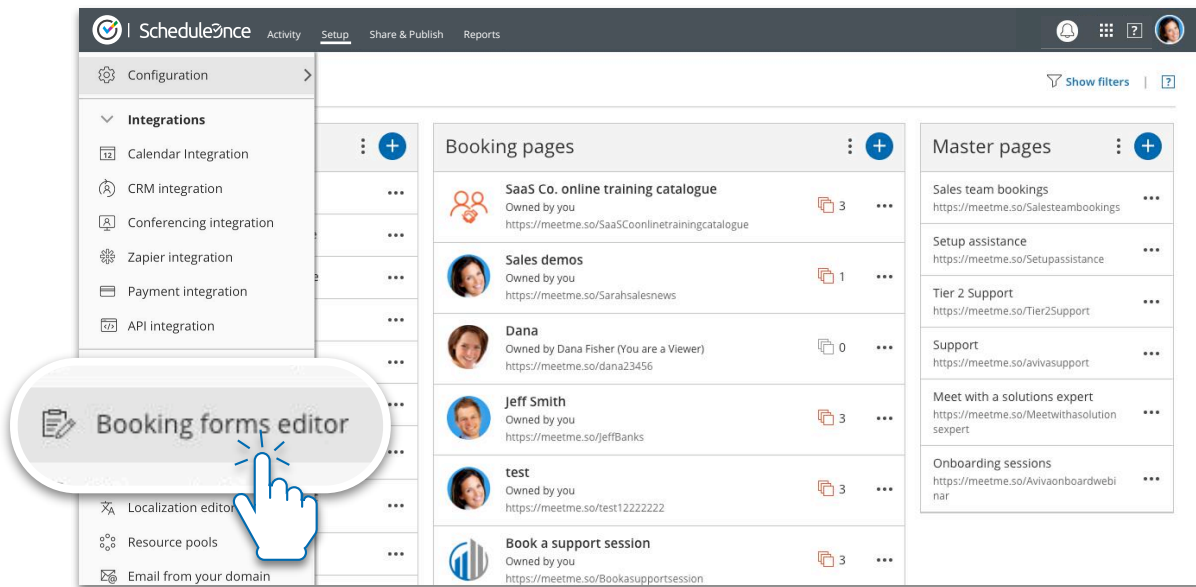 ScheduleOnce
Activity
Setup
Share & Publish
Reports
?
Configuration
Show filters
|
?
Integrations
12
Calendar Integration
CRM integration
Conferencing integration
Zapier integration
Payment integration
API integration
Booking forms editor
Localization editor
Resource pools
Email from your domain
Booking pages
SaaS Co. online training catalogue
Owned by you
https://meetme.so/SaaSCoonlinetrainingcatalogue
3
Sales demos
Owned by you
https://meetme.so/Sarahsalesnews
1
Dana
Owned by Dana Fisher (You are a Viewer)
https://meetme.so/dana23456
0
Jeff Smith
Owned by you
https://meetme.so/JeffBanks
3
test
Owned by you
https://meetme.so/test12222222
3
Book a support session
Owned by you
https://meetme.so/Bookasupportsession
3
Master pages
Sales team bookings
https://meetme.so/Salesteambookings
Setup assistance
https://meetme.so/Setupassistance
Tier 2 Support
https://meetme.so/Tier2Support
Support
https://meetme.so/avivasupport
Meet with a solutions expert
https://meetme.so/Meetwithasolution
sexpert
Onboarding sessions
https://meetme.so/Avivaonboardwebi
nar